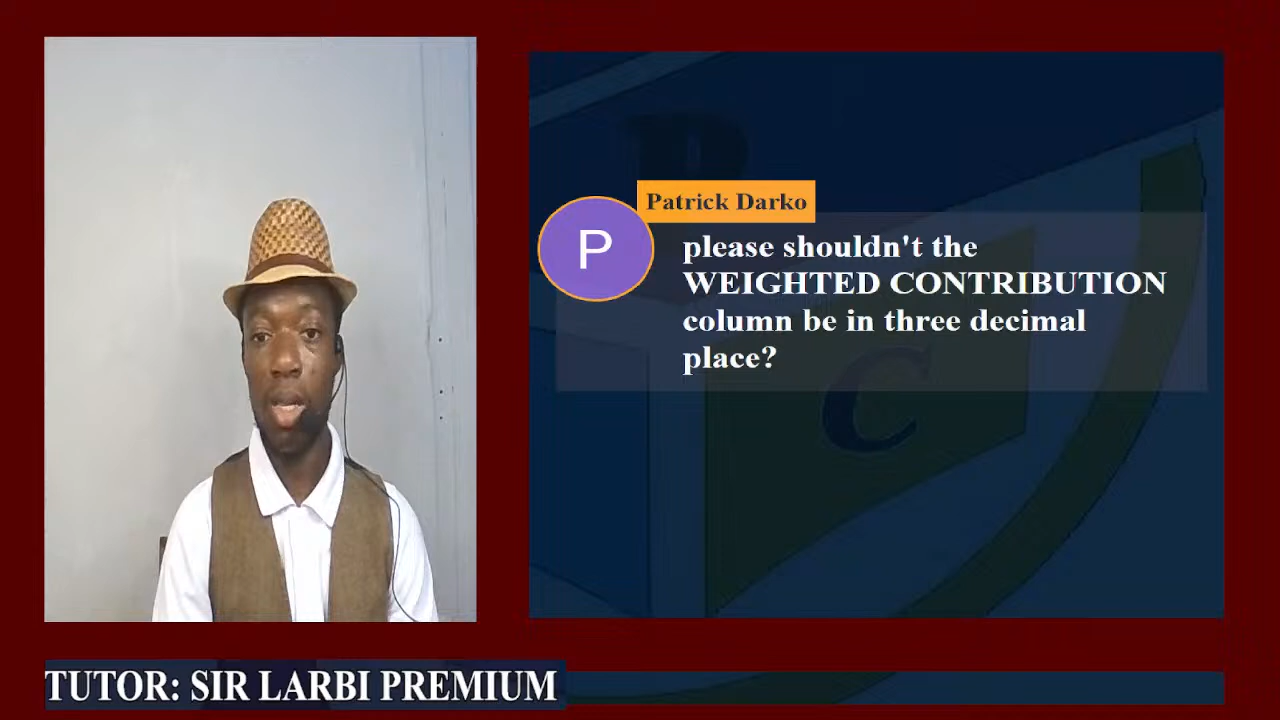 Patrick Darko
P
please shouldn't the
WEIGHTED CONTRIBUTION
column be in three decimal
place?
C
TUTOR: SIR LARBI PREMIUM